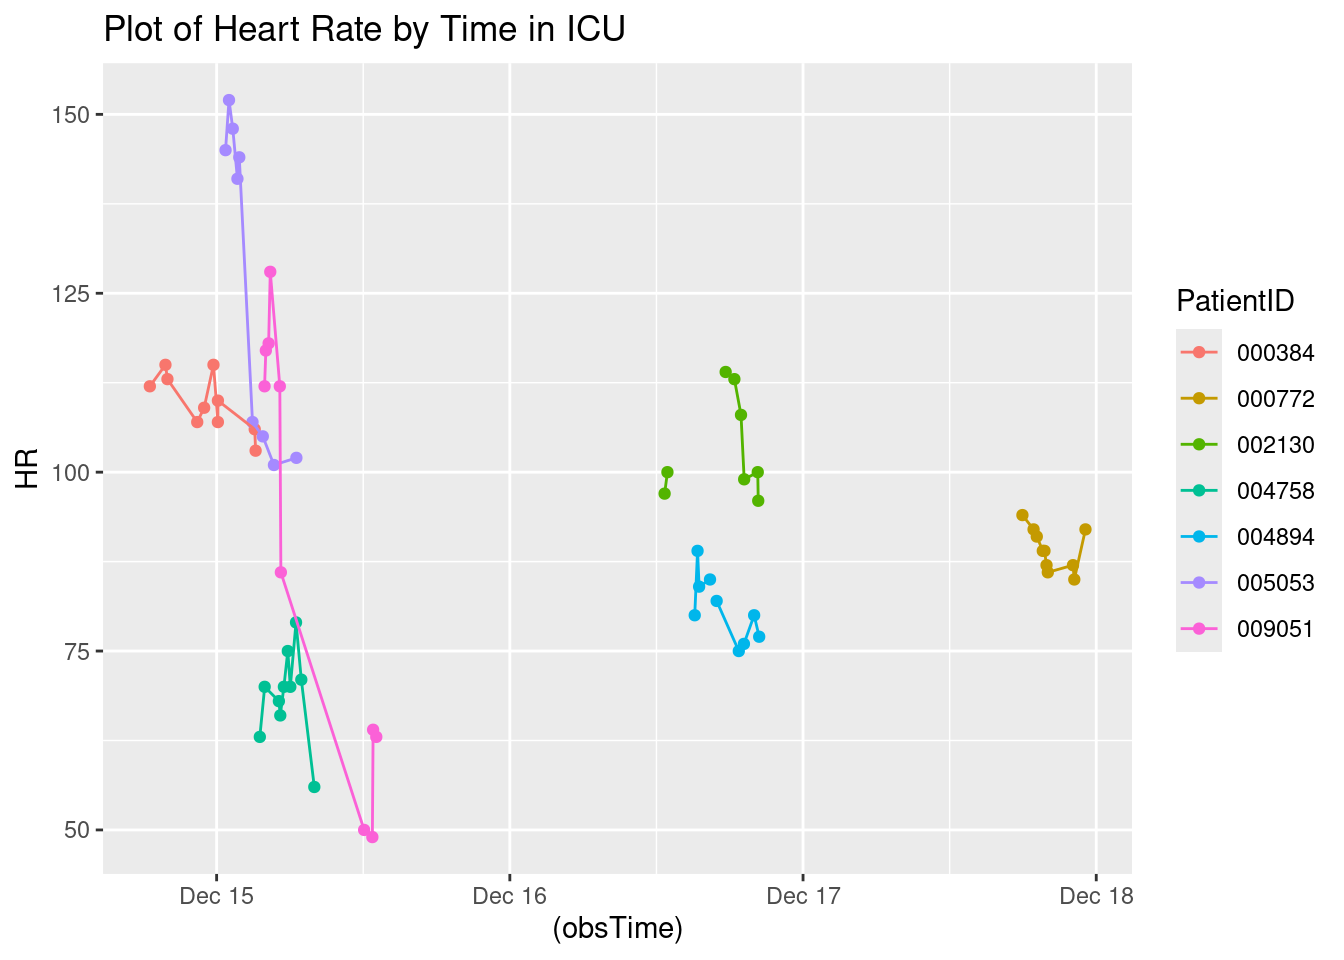 Plot of Heart Rate by Time in ICU
150
125
100
75
50
HR
Dec 15
Dec 16
Dec 17
Dec 18
(obsTime)
PatientID
000384
000772
002130
004758
004894
005053
009051